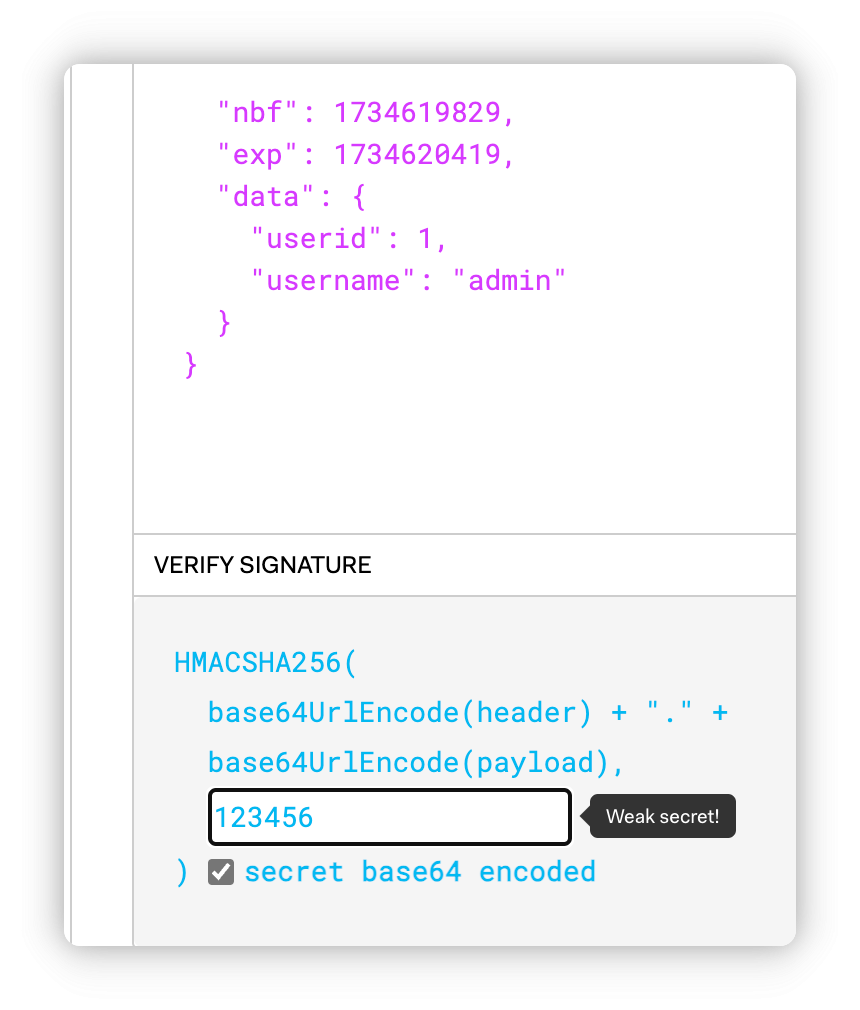 "nbf": 1734619829,
"exp": 1734620419,
"data": {
"userid": 1,
"username": "admin"
}
}
VERIFY SIGNATURE
HMACSHA256(
base64UrlEncode(header) + "." +
base64UrlEncode(payload),
123456
Weak secret!
) secret base64 encoded